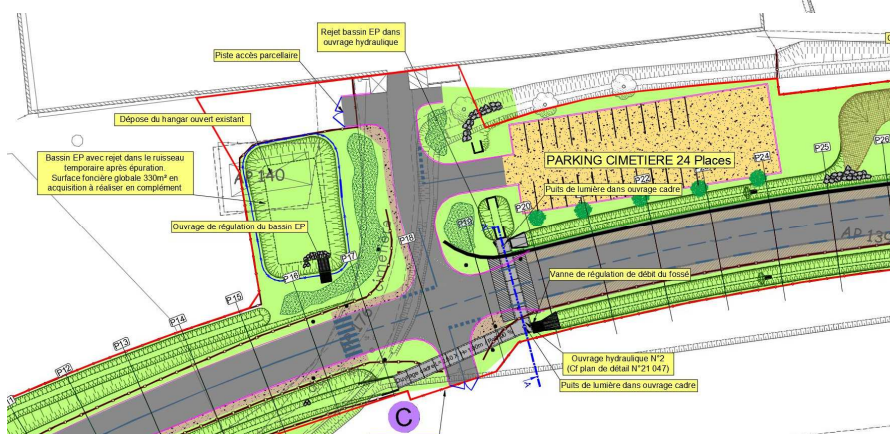 Rejet bassin EP dans
ouvrage hydraulique
Piste accès parcellaire
Dépose du hangar ouvert existant
Bassin EP avec rejet dans le ruisseau
temporaire après épuration.
Surface foncière globale 330m² en
acquisition à réaliser en complément
AP 140
Ouvrage de régulation du bassin EP
PARKING CIMETIERE 24 Places
Puits de lumière dans ouvrage cadre
Vanne de régulation de débit du fossé
AP 139
Ouvrage hydraulique N°2
(Cf plan de détail N°21 047)
Puits de lumière dans ouvrage cadre
cimetière
P12
P13
P14
P15
P16
P17
P18
P19
P20
P22
P23
P24
P25
P26
C